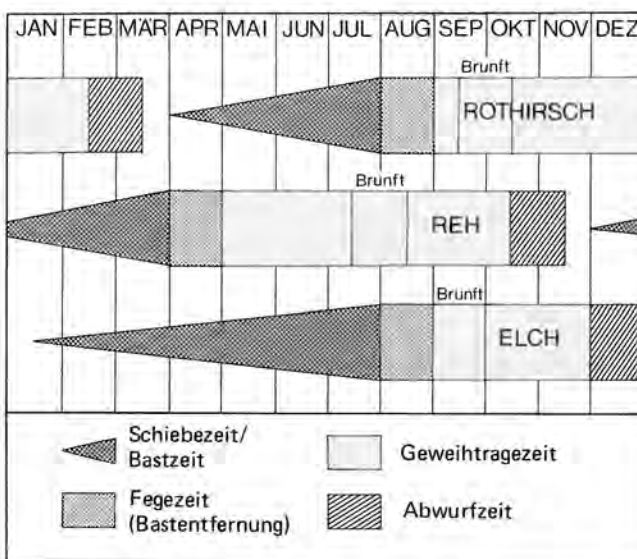 JAN FEB MÄR APR MAI JUN JUL AUG SEP OKT NOV DEZ
Brunft
ROTHIRSCH
Brunft
REH
Brunft
ELCH
Schiebezeit/
Bastzeit
Geweihtragezeit
Fegezeit
(Bastentfernung)
Abwurfzeit